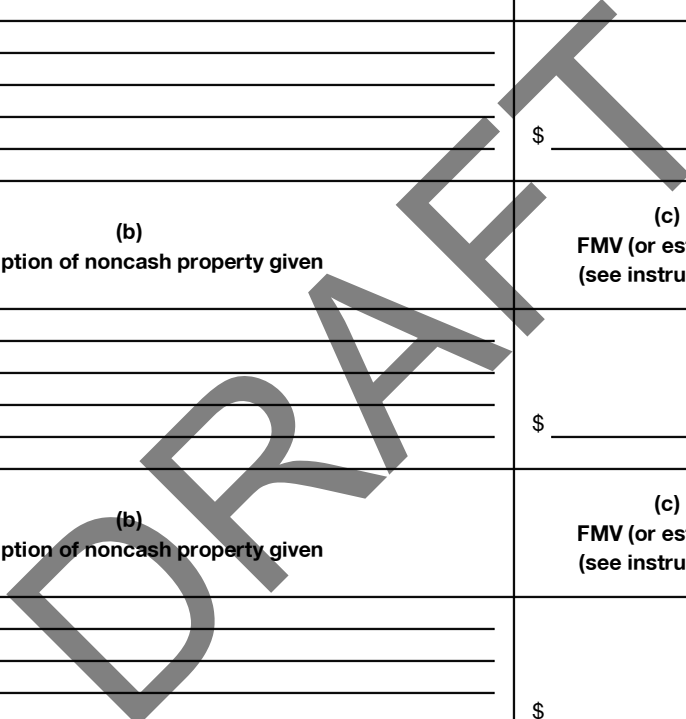 $
(b)
ption of noncash property given
(c)
FMV (or es
(see instru
$
(b)
ption of noncash property given
(c)
FMV (or es
(see instru
$
DRAFT